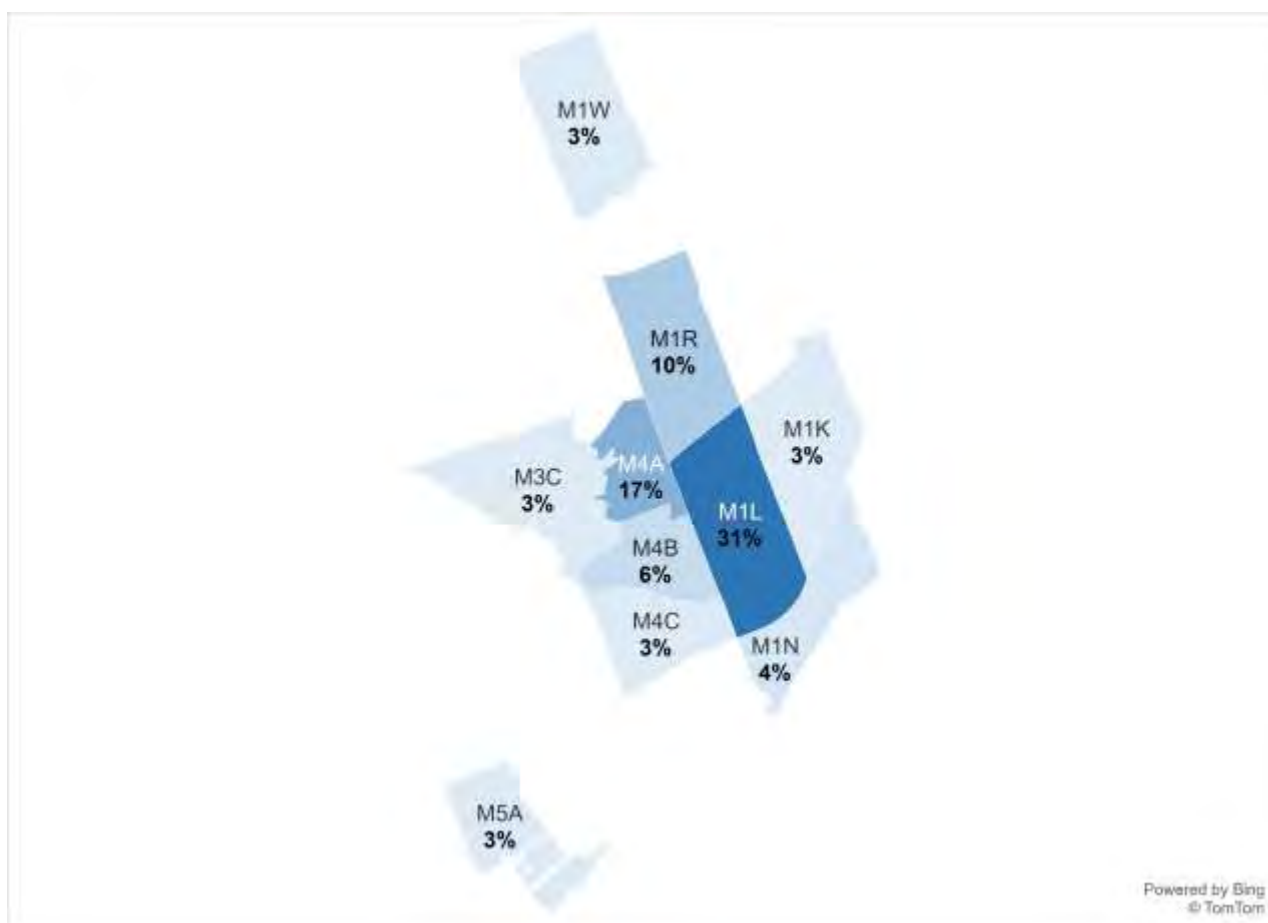 M1W
3%
M1R
10%
M1K
3%
M4A
17%
M3C
3%
M1L
31%
M4B
6%
M4C
3%
M1N
4%
M5A
3%
Powered by Bing
© TomTom